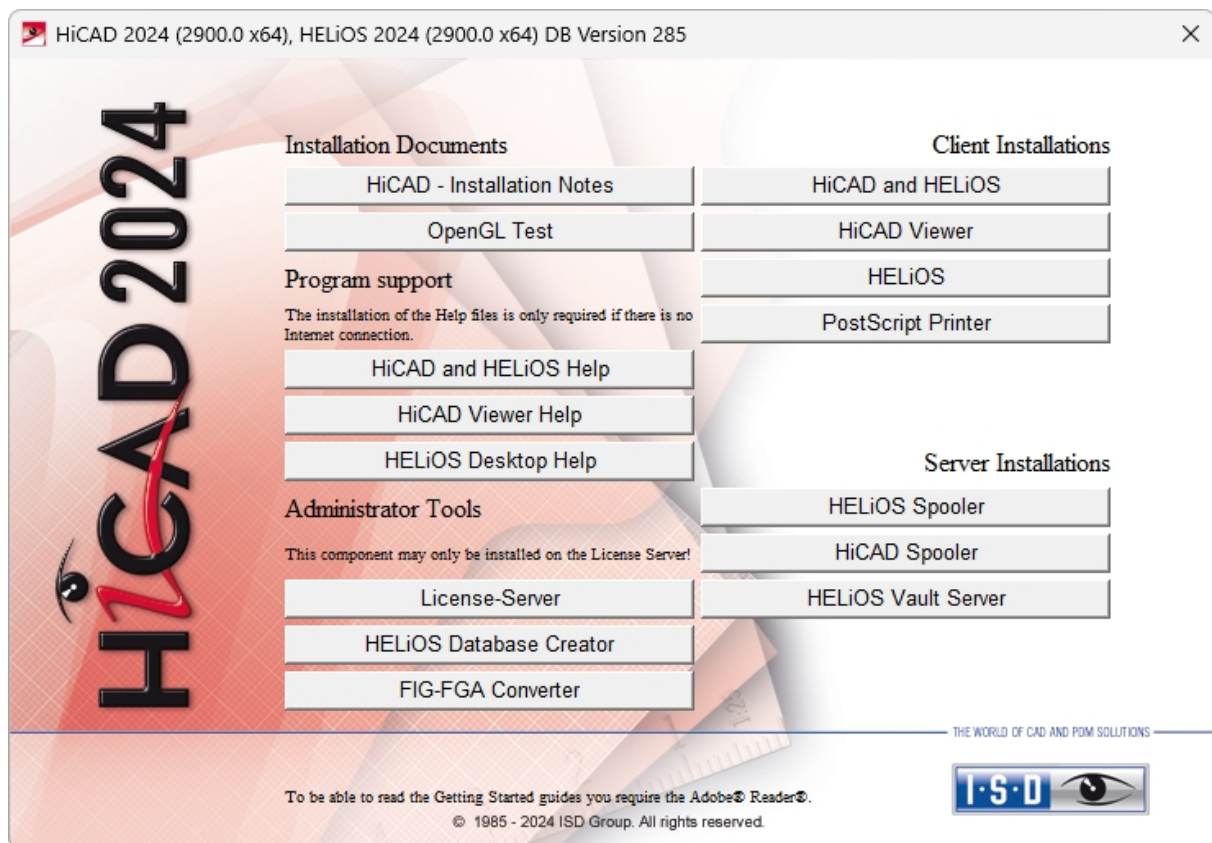 HiCAD 2024 (2900.0 x64), HELiOS 2024 (2900.0 x64) DB Version 285
HiCAD 2024
Installation Documents
HiCAD - Installation Notes
OpenGL Test
Program support
The installation of the Help files is only required if there is no
Internet connection.
HiCAD and HELiOS Help
HiCAD Viewer Help
HELiOS Desktop Help
Administrator Tools
This component may only be installed on the License Server!
License-Server
HELiOS Database Creator
FIG-FGA Converter
Client Installations
HiCAD and HELiOS
HiCAD Viewer
HELiOS
PostScript Printer
Server Installations
HELiOS Spooler
HiCAD Spooler
HELiOS Vault Server
THE WORLD OF CAD AND PDM SOLUTIONS
I·S·D
To be able to read the Getting Started guides you require the Adobe® Reader®.
© 1985 - 2024 ISD Group. All rights reserved.